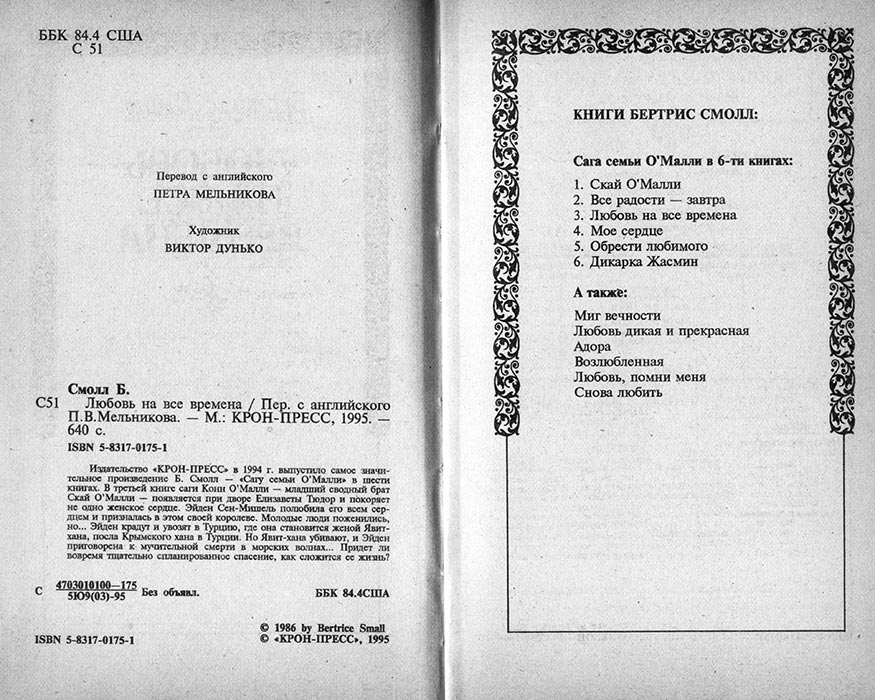 ББК 84.4 США
С 51
Перевод с английского
ПЕТРА МЕЛЬНИКОВА
Художник
ВИКТОР ДУНЬКО
Смолл Б.
С51 Любовь на все времена / Пер. с английского
П.В.Мельникова. — М.: КРОН-ПРЕСС, 1995. —
640 с.
ISBN 5-8317-0175-1
Издательство «КРОН-ПРЕСС» в 1994 г. выпустило самое значи-
тельное произведение Б. Смолл — «Сагу семьи О'Малли» в шести
книгах. В третьей книге саги Конн О'Малли — младший сводный брат
Скай О'Малли — появляется при дворе Елизаветы Тюдор и покоряет
не одно женское сердце. Эйден Сен-Мишель полюбила его всем сер-
дцем и призналась в этом своей королеве. Молодые люди поженились,
но... Эйден крадут и увозят в Турцию, где она становится женой Явит-
хана, посла Крымского хана в Турции. Но Явит-хана убивают, и Эйден
приговорена к мучительной смерти в морских волнах... Придет ли
вовремя тщательно спланированное спасение, как сложится ее жизнь?
С 4703010100—175
5Ю9(03)-95 Без объявл. ББК 84.4США
© 1986 by Bertrice Small
ISBN 5-8317-0175-1 © «КРОН-ПРЕСС», 1995
КНИГИ БЕРТРИС СМОЛЛ:
Сага семьи О'Малли в 6-ти книгах:
1. Скай О'Малли
2. Все радости — завтра
3. Любовь на все времена
4. Мое сердце
5. Обрести любимого
6. Дикарка Жасмин
А также:
Миг вечности
Любовь дикая и прекрасная
Адора
Возлюбленная
Любовь, помни меня
Снова любить